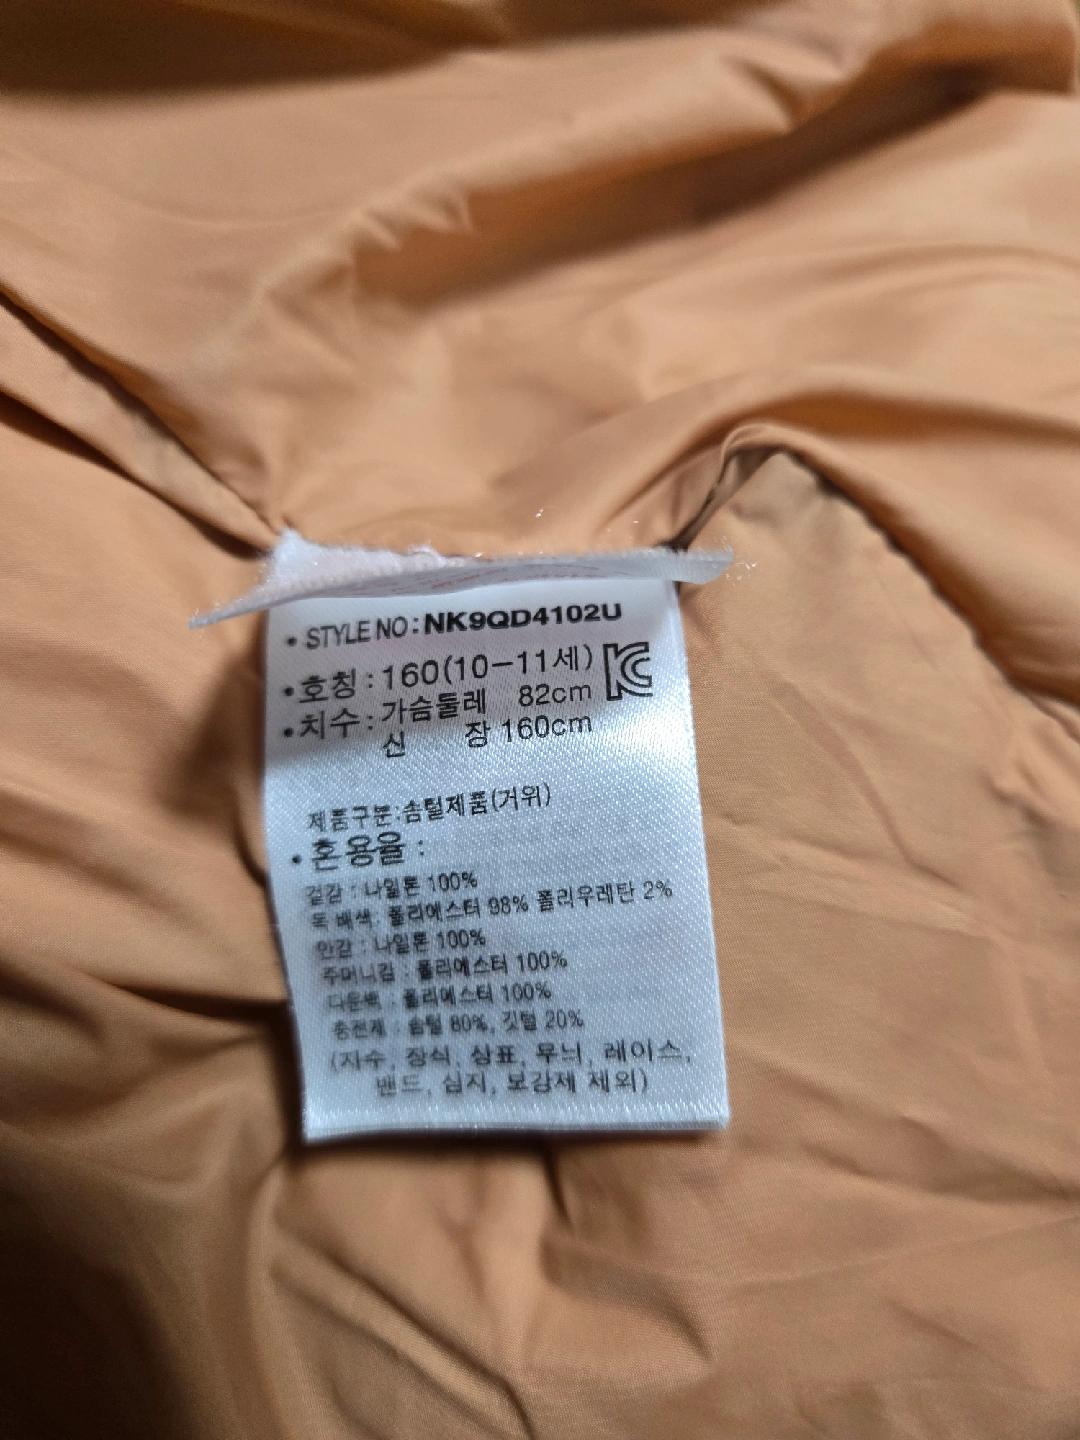 • STYLE NO : NK9QD4102U
• 호칭 : 160(10-11세)
• 치수 : 가슴둘레 82cm
신 장 160cm
제품구분:솜털제품(거위)
• 혼용율 :
겉감 : 나일론 100%
목 배색: 폴리에스터 98% 폴리우레탄 2%
안감 : 나일론 100%
주머니감 : 폴리에스터 100%
다운백 : 폴리에스터 100%
충전재 : 솜털 80%, 깃털 20%
(자수, 장식, 상표, 무늬, 레이스,
밴드, 심지, 보강제 제외)